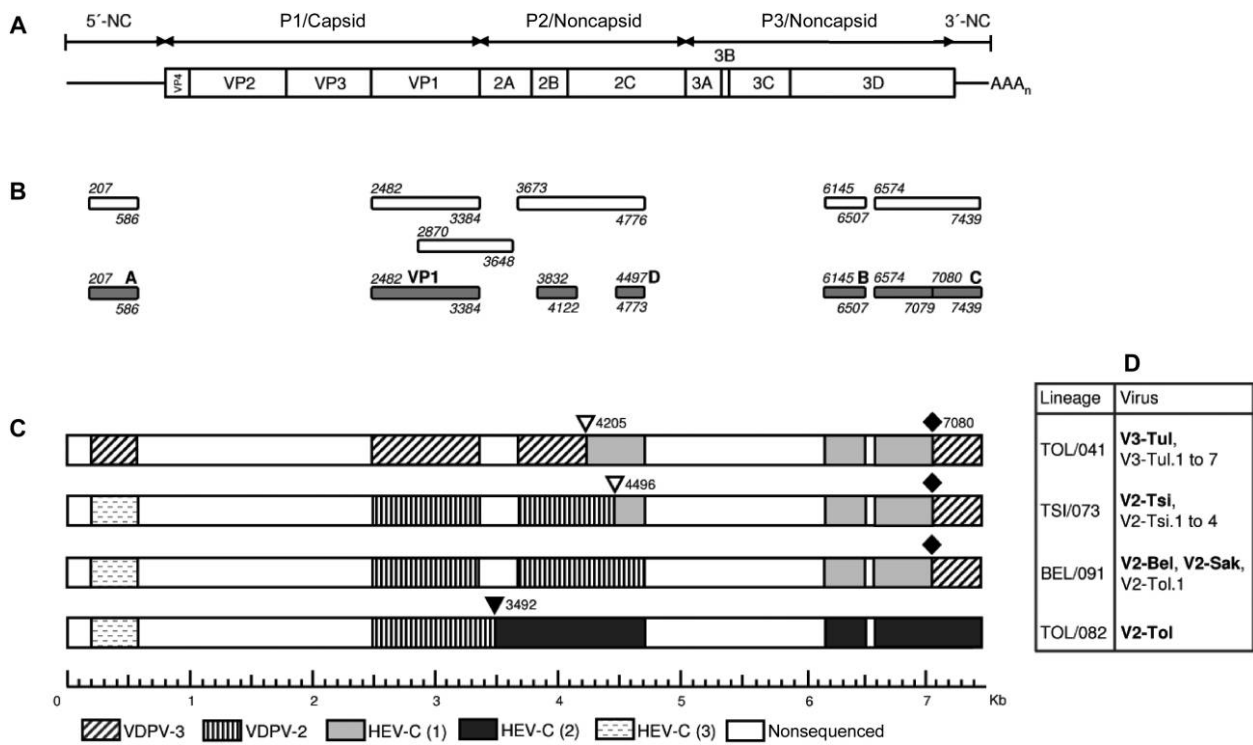 A
5´-NC P1/Capsid P2/Noncapsid P3/Noncapsid 3´-NC
3B
VP4 VP2 VP3 VP1 2A 2B 2C 3A 3C 3D AAAn
B
207 2482 3673 6145 6574
586 3384 4776 6507 7439
2870
3648
207 A 2482 VP1 3832 4497 D 6145 B 6574 7080 C
586 3384 4122 4773 6507 7079 7439
D
Lineage Virus
TOL/041 V3-Tul,
V3-Tul.1 to 7
TSI/073 V2-Tsi,
V2-Tsi.1 to 4
BEL/091 V2-Bel, V2-Sak,
V2-Tol.1
TOL/082 V2-Tol
C
4205 7080
4496
3492
0 1 2 3 4 5 6 7 Kb
VDPV-3 VDPV-2 HEV-C (1) HEV-C (2) HEV-C (3) Nonsequenced